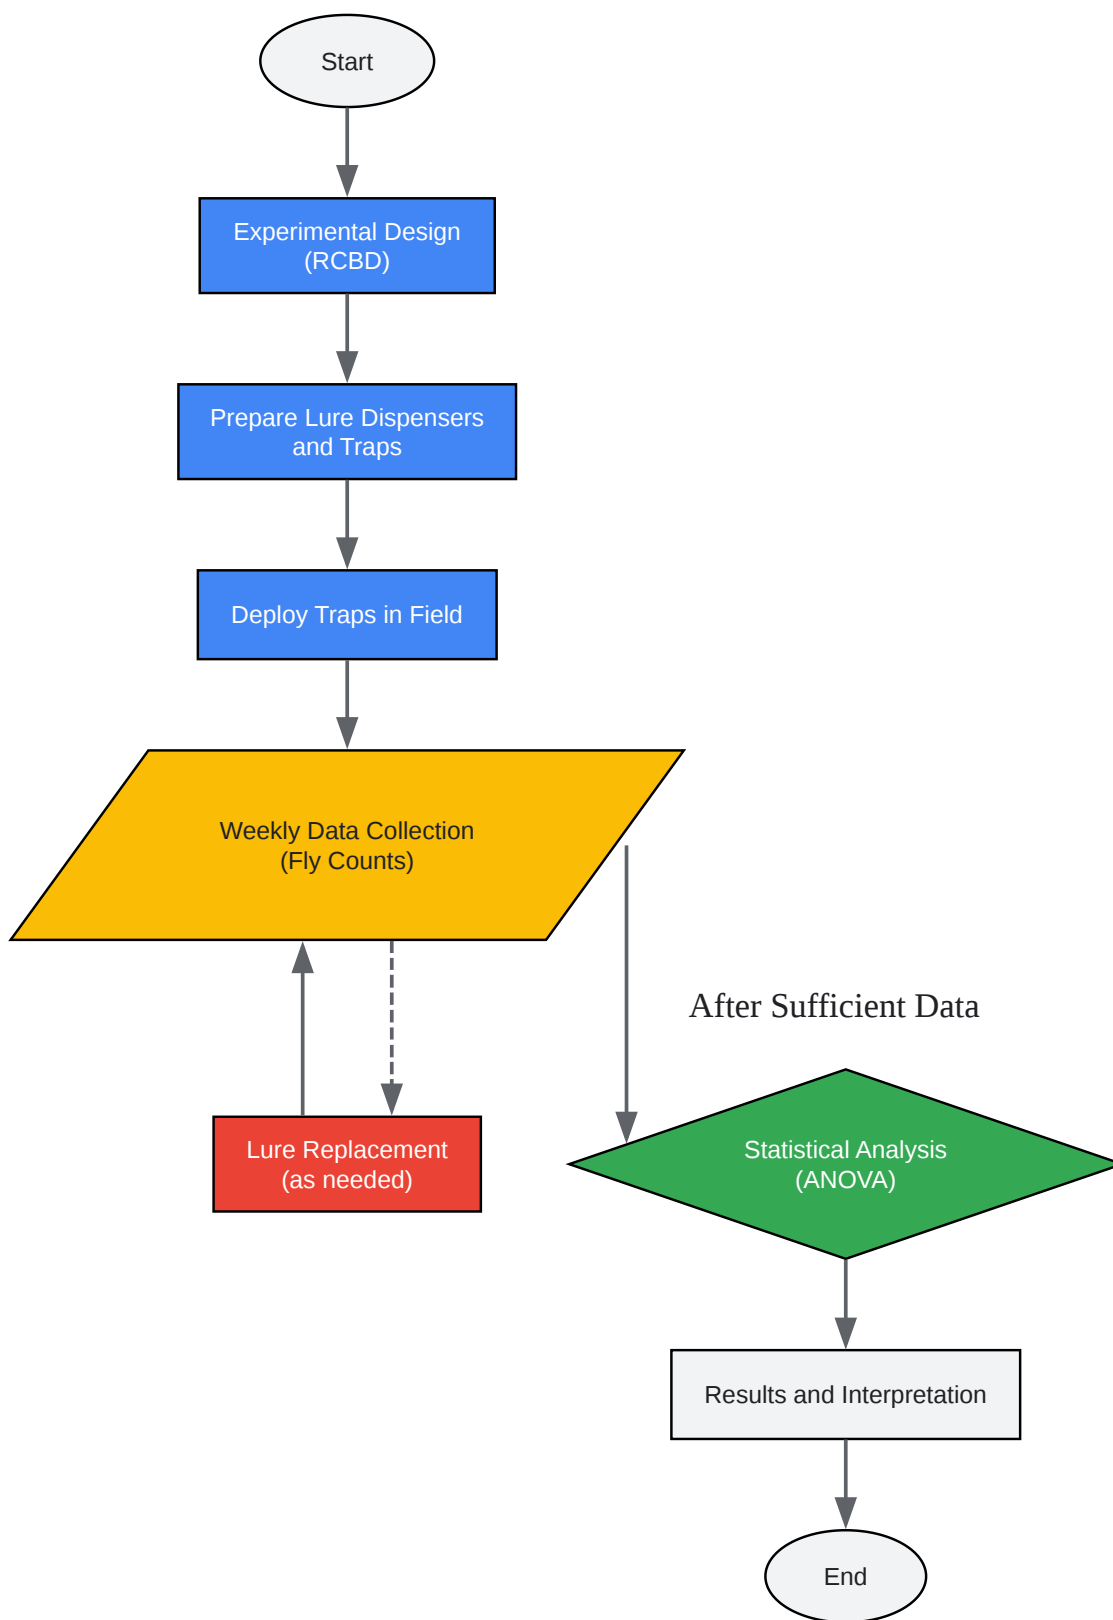 Start
Experimental Design
(RCBD)
Prepare Lure Dispensers
and Traps
Deploy Traps in Field
Weekly Data Collection
(Fly Counts)
After Sufficient Data
Lure Replacement
(as needed)
Statistical Analysis
(ANOVA)
Results and Interpretation
End